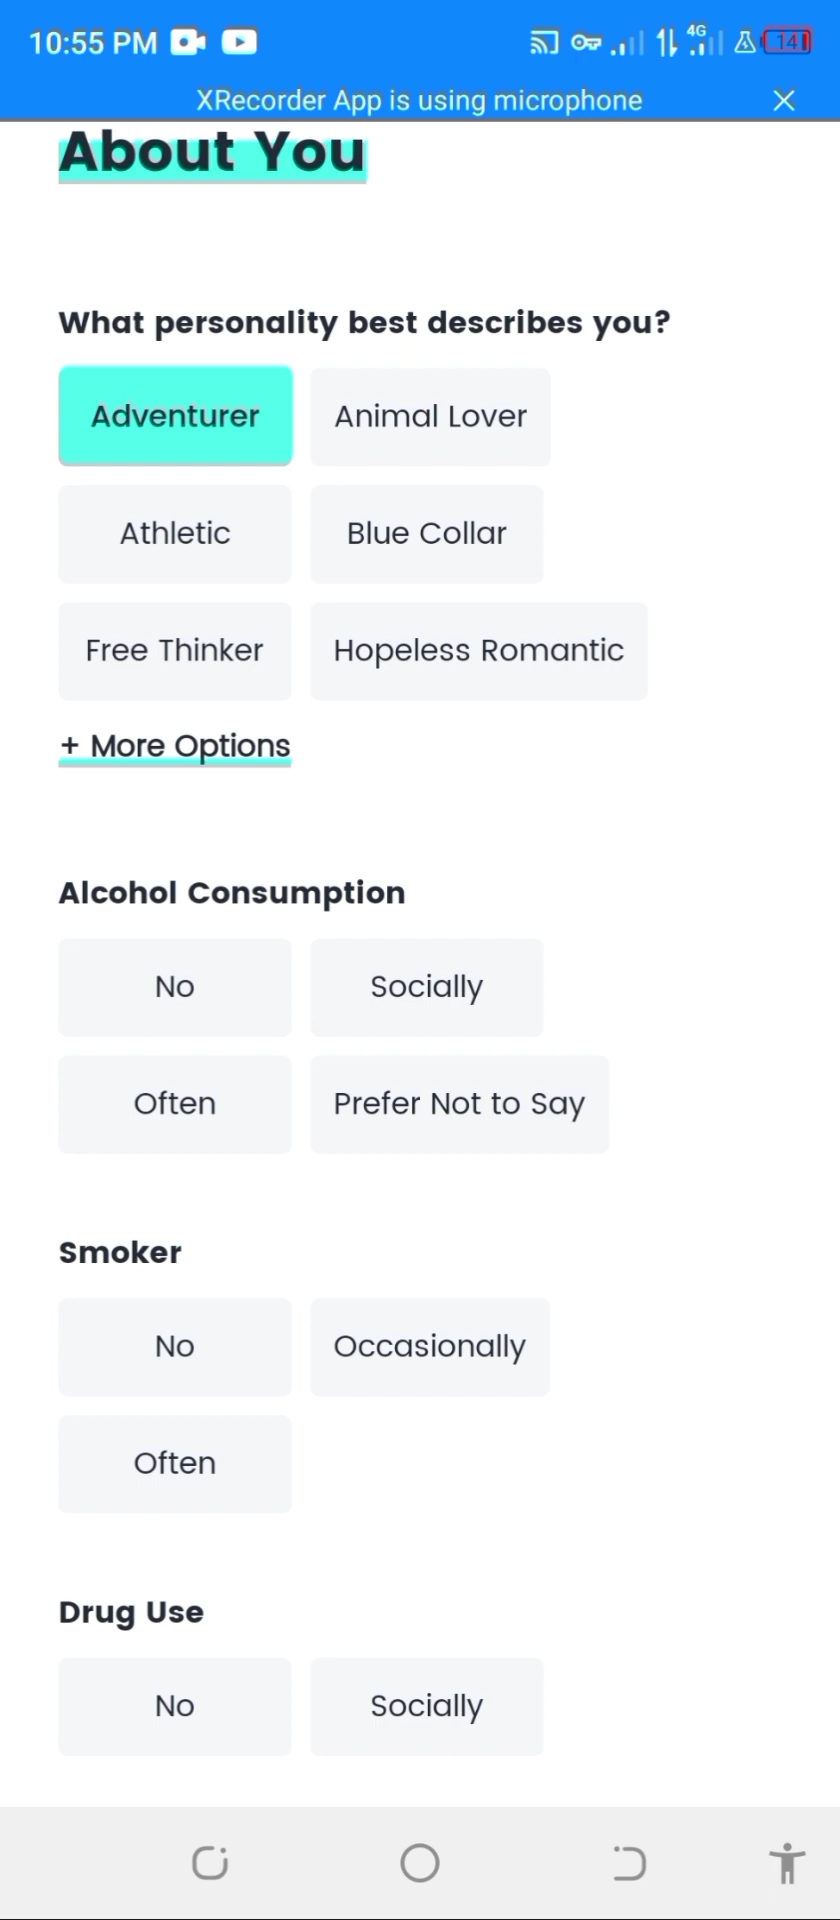 10:55 PM 4G 14
XRecorder App is using microphone
About You
What personality best describes you?
Adventurer Animal Lover
Athletic Blue Collar
Free Thinker Hopeless Romantic
+ More Options
Alcohol Consumption
No Socially
Often Prefer Not to Say
Smoker
No Occasionally
Often
Drug Use
No Socially